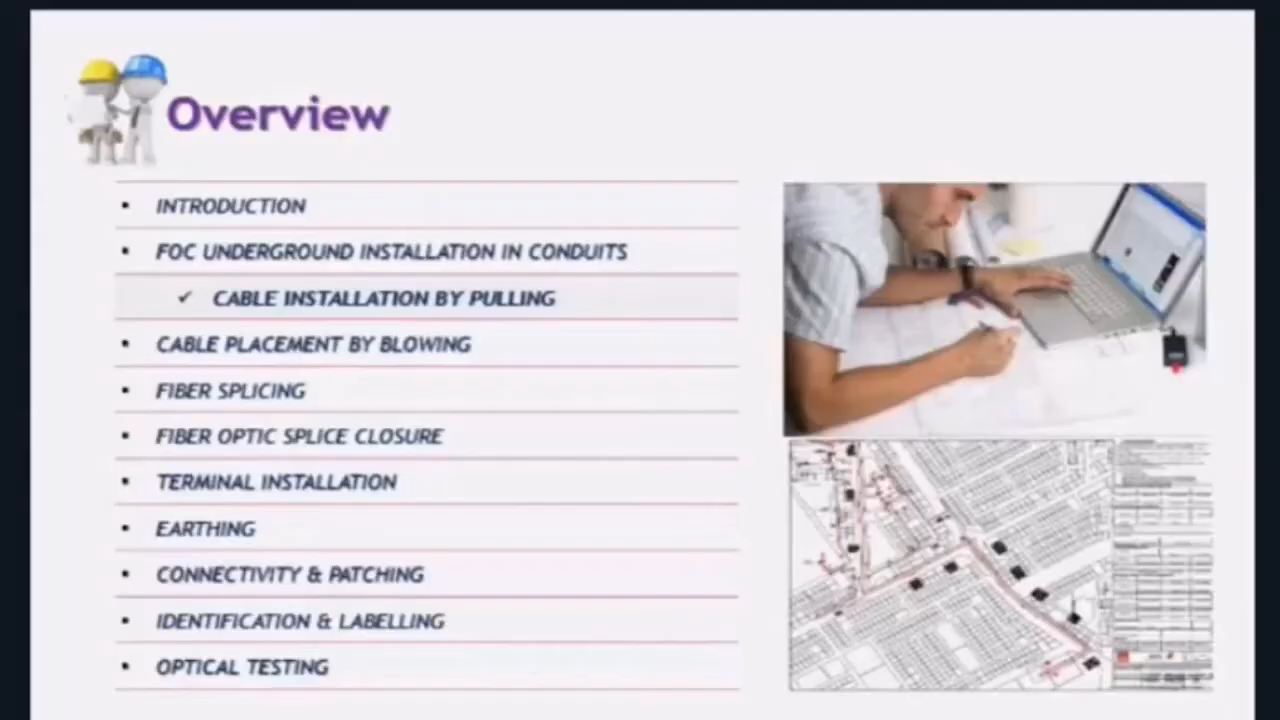 Overview
INTRODUCTION
FOC UNDERGROUND INSTALLATION IN CONDUITS
CABLE INSTALLATION BY PULLING
CABLE PLACEMENT BY BLOWING
FIBER SPLICING
FIBER OPTIC SPLICE CLOSURE
TERMINAL INSTALLATION
EARTHING
CONNECTIVITY & PATCHING
IDENTIFICATION & LABELLING
OPTICAL TESTING